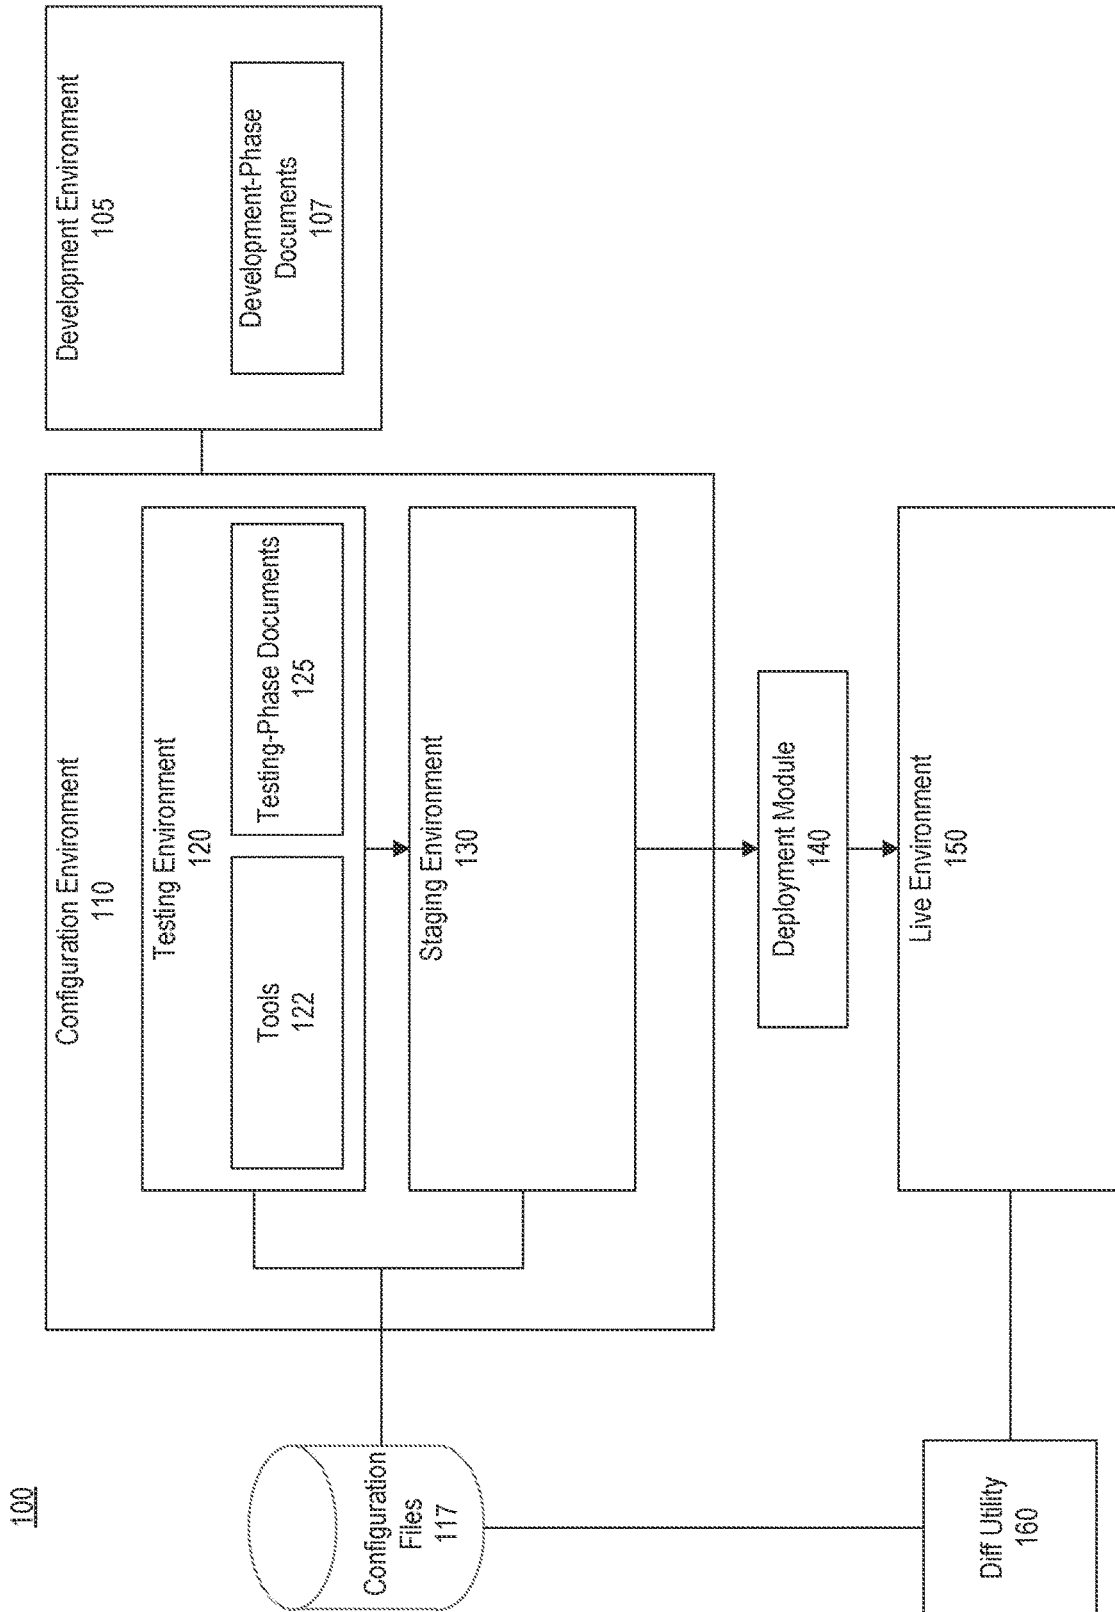 100
Configuration Environment
110
Development Environment
105
Testing Environment
120
Tools
122
Testing-Phase Documents
125
Development-Phase
Documents
107
Configuration
Files
117
Staging Environment
130
Deployment Module
140
Live Environment
150
Diff Utility
160